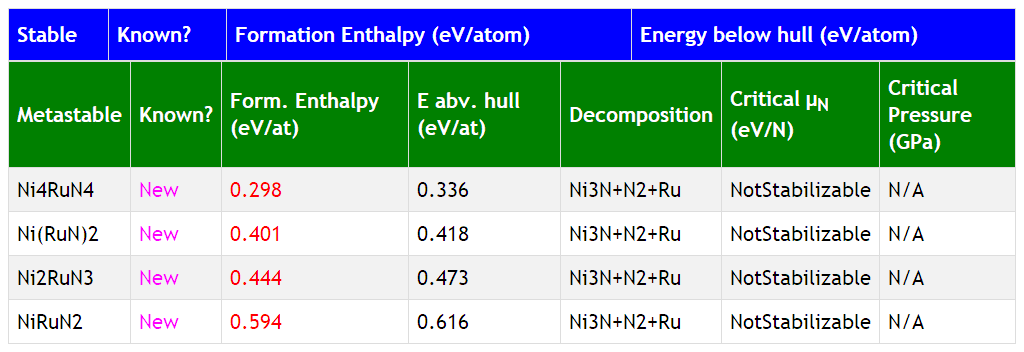 Stable Known? Formation Enthalpy (eV/atom) Energy below hull (eV/atom)
Metastable Known? Form. Enthalpy (eV/at) E abv. hull (eV/at) Decomposition Critical μN (eV/N) Critical Pressure (GPa)
Ni4RuN4 New 0.298 0.336 Ni3N+N2+Ru NotStabilizable N/A
Ni(RuN)2 New 0.401 0.418 Ni3N+N2+Ru NotStabilizable N/A
Ni2RuN3 New 0.444 0.473 Ni3N+N2+Ru NotStabilizable N/A
NiRuN2 New 0.594 0.616 Ni3N+N2+Ru NotStabilizable N/A